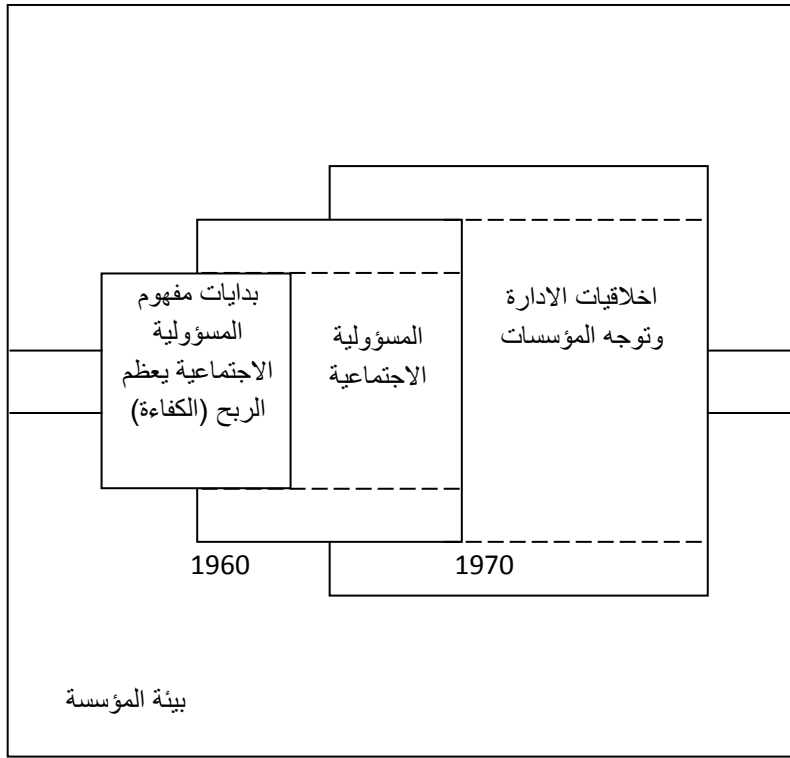 بدايات مفهوم
المسؤولية
الاجتماعية يعظم
الربح (الكفاءة)
المسؤولية
الاجتماعية
اخلاقيات الادارة
وتوجه المؤسسات
1960
1970
بيئة المؤسسة